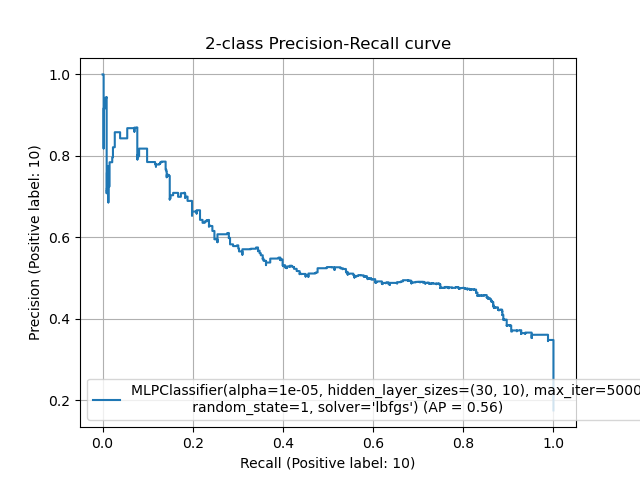 2-class Precision-Recall curve
1.0
0.8
0.6
0.4
0.2
Precision (Positive label: 10)
MLPClassifier(alpha=1e-05, hidden_layer_sizes=(30, 10), max_iter=5000
random_state=1, solver='lbfgs') (AP = 0.56)
0.0 0.2 0.4 0.6 0.8 1.0
Recall (Positive label: 10)